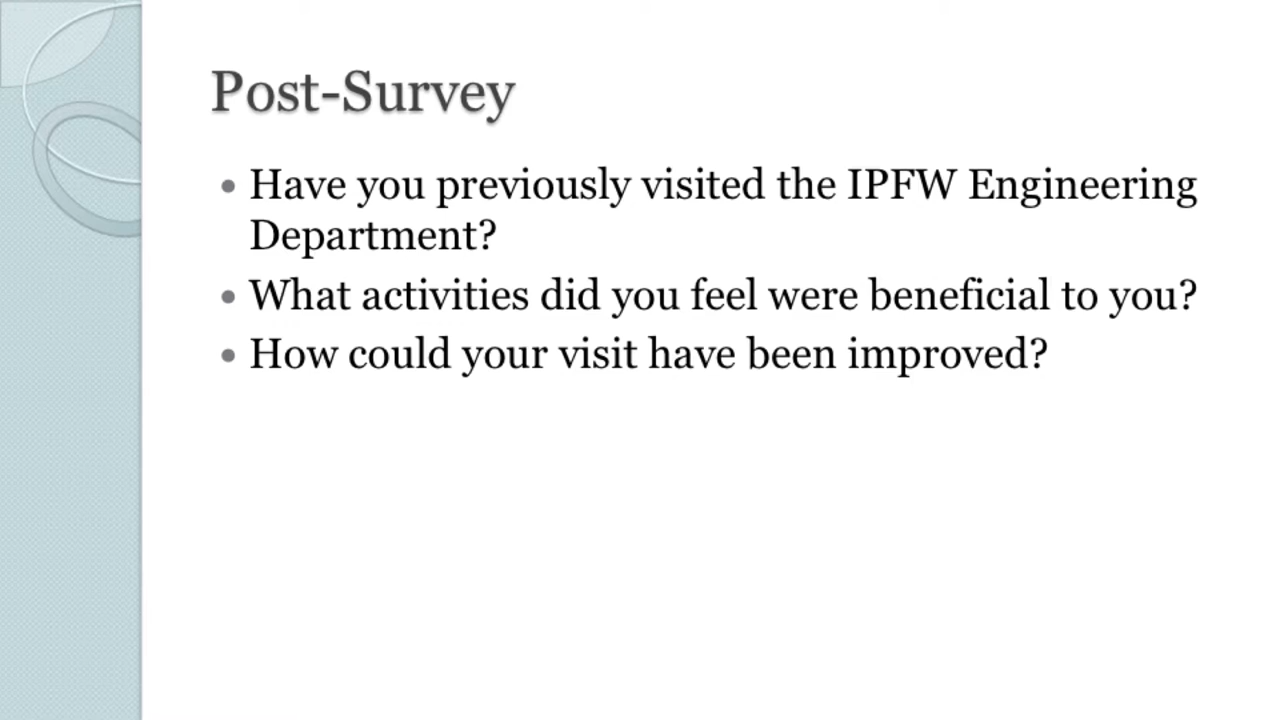 Post-Survey
• Have you previously visited the IPFW Engineering
Department?
• What activities did you feel were beneficial to you?
• How could your visit have been improved?